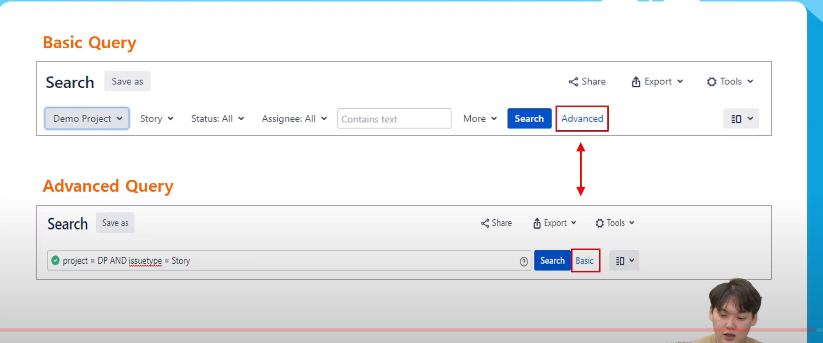 Basic Query
Search Save as Share Export Tools
Demo Project Story Status: All Assignee: All Contains text More Search Advanced
Advanced Query
Search Save as Share Export Tools
project = DP AND issuetype = Story Search Basic